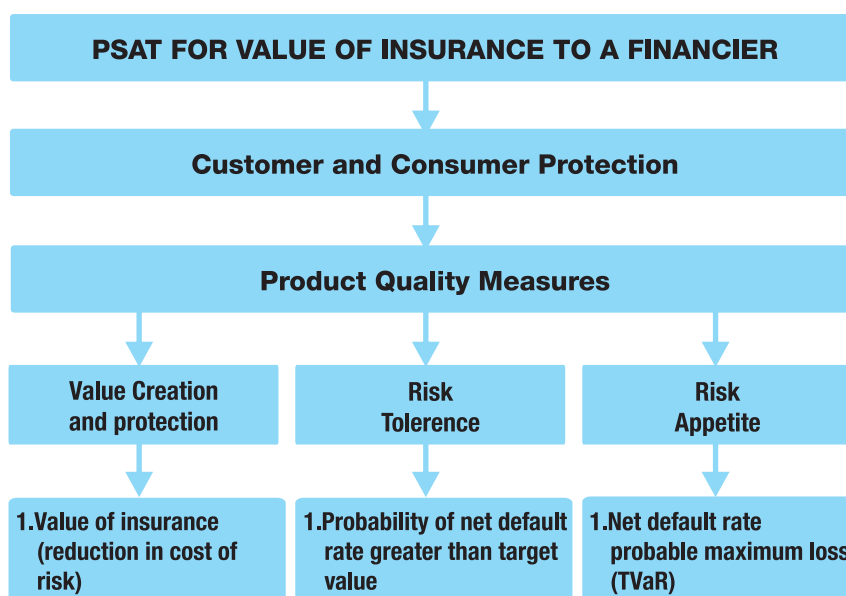 PSAT FOR VALUE OF INSURANCE TO A FINANCIER
Customer and Consumer Protection
Product Quality Measures
Value Creation
and protection
Risk
Tolerence
Risk
Appetite
1.Value of insurance
(reduction in cost of
risk)
1.Probability of net default
rate greater than target
value
1.Net default rate
probable maximum loss
(TVaR)